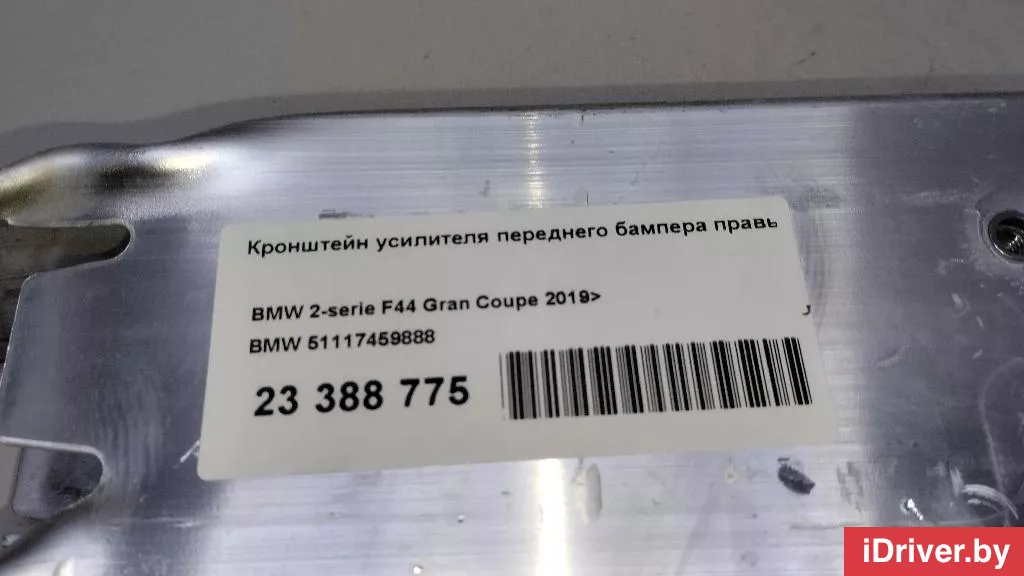 Кронштейн усилителя переднего бампера правь
BMW 2-serie F44 Gran Coupe 2019>
BMW 51117459888
23 388 775
iDriver.by